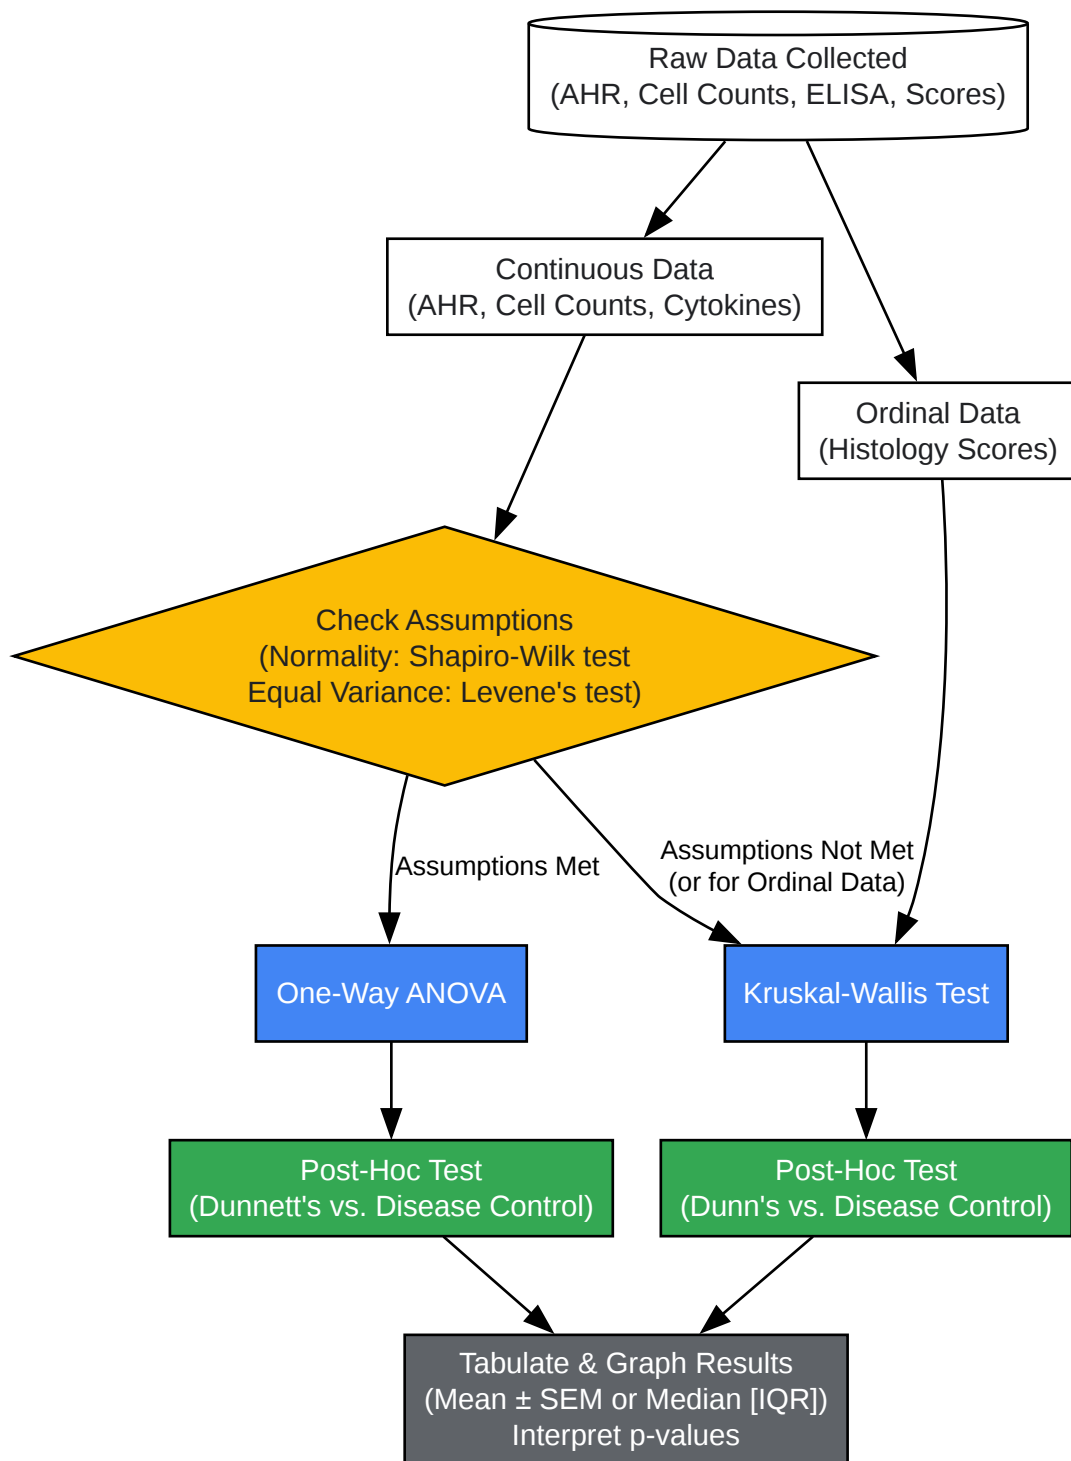 Raw Data Collected
(AHR, Cell Counts, ELISA, Scores)
Continuous Data
(AHR, Cell Counts, Cytokines)
Ordinal Data
(Histology Scores)
Check Assumptions
(Normality: Shapiro-Wilk test
Equal Variance: Levene's test)
Assumptions Met
Assumptions Not Met
(or for Ordinal Data)
One-Way ANOVA
Kruskal-Wallis Test
Post-Hoc Test
(Dunnett's vs. Disease Control)
Post-Hoc Test
(Dunn's vs. Disease Control)
Tabulate & Graph Results
(Mean ± SEM or Median [IQR])
Interpret p-values